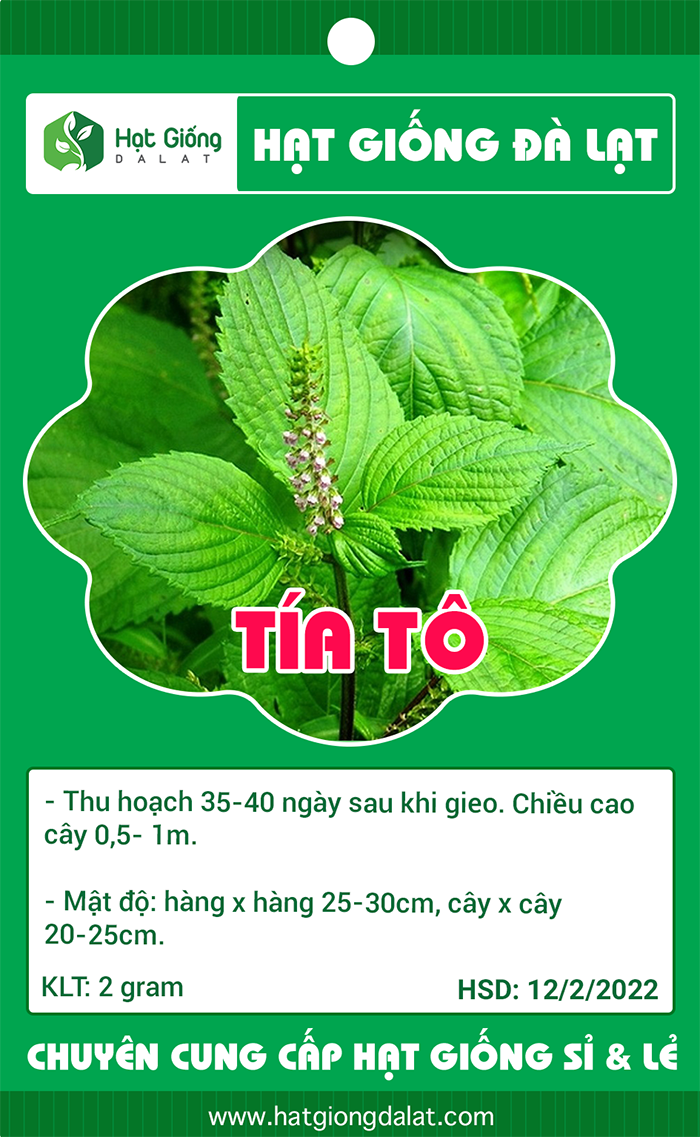 Hạt Giống
DALAT
HẠT GIỐNG ĐÀ LẠT
TÍA TÔ
- Thu hoạch 35-40 ngày sau khi gieo. Chiều cao
cây 0,5- 1m.
- Mật độ: hàng x hàng 25-30cm, cây x cây
20-25cm.
KLT: 2 gram
HSD: 12/2/2022
CHUYÊN CUNG CẤP HẠT GIỐNG SỈ & LẺ
www.hatgiongdalat.com